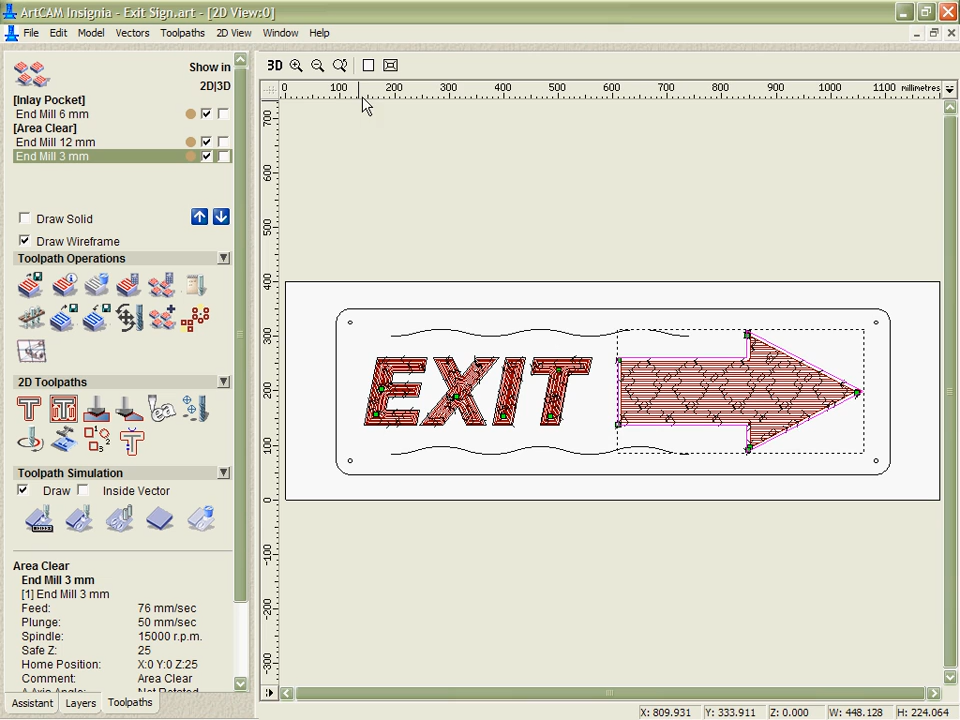 ArtCAM Insignia - Exit Sign.art - [2D View:0]
File Edit Model Vectors Toolpaths 2D View Window Help
Show in
2D|3D
[Inlay Pocket]
End Mill 6 mm
[Area Clear]
End Mill 12 mm
End Mill 3 mm
Draw Solid
Draw Wireframe
Toolpath Operations
2D Toolpaths
Toolpath Simulation
Draw Inside Vector
Area Clear
End Mill 3 mm
[1] End Mill 3 mm
Feed: 76 mm/sec
Plunge: 50 mm/sec
Spindle: 15000 r.p.m.
Safe Z: 25
Home Position: X:0 Y:0 Z:25
Comment: Area Clear
A Axis Angle: Not Rotated
Assistant Layers Toolpaths
3D
0 100 200 300 400 500 600 700 800 900 1000 1100 millimetres
700
600
500
400
300
200
100
0
-100
-200
-300
EXIT
X: 809.931 Y: 333.911 Z: 0.000 W: 448.128 H: 224.064